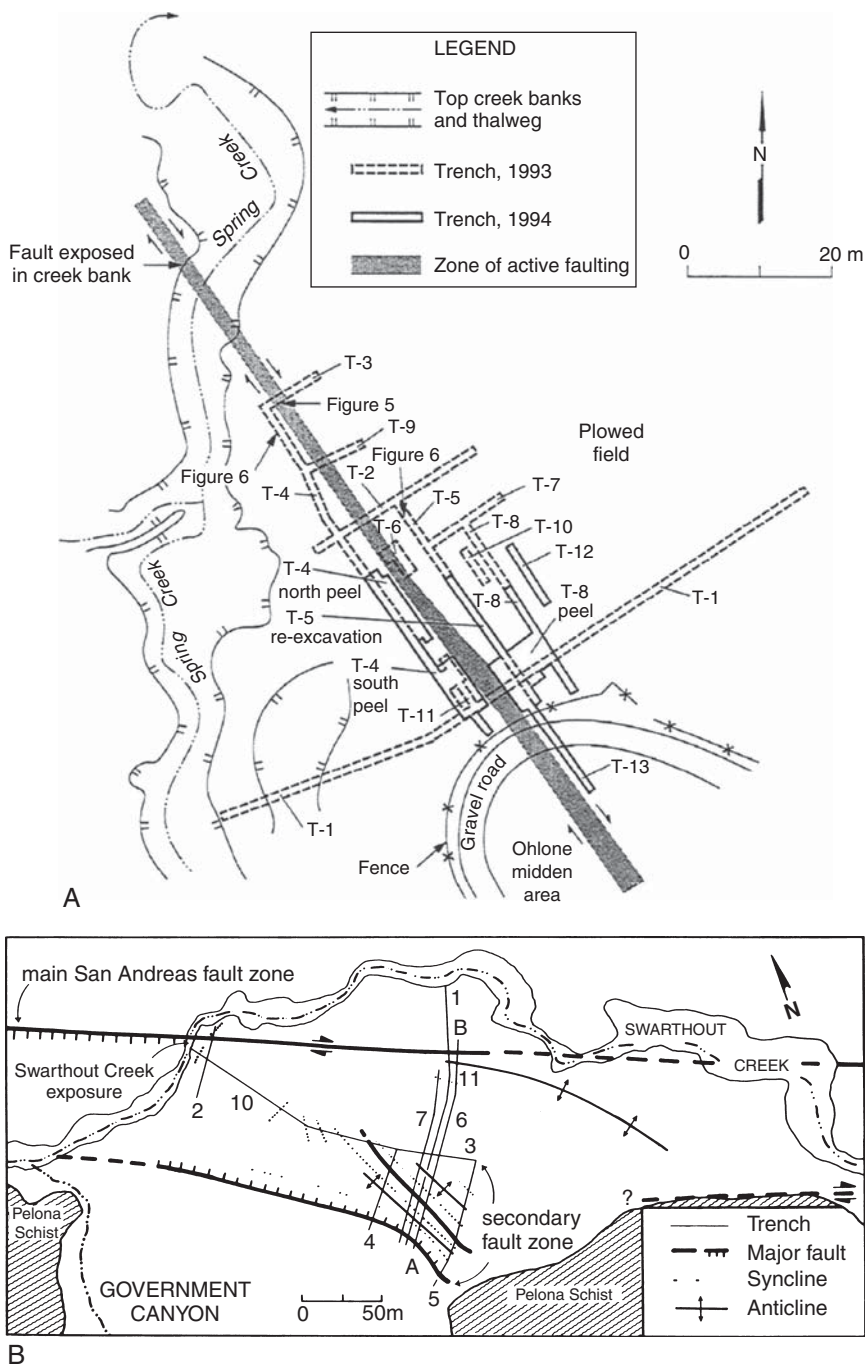 LEGEND
Top creek banks
and thalweg
Trench, 1993
Trench, 1994
Zone of active faulting
N
0 20 m
Creek
Spring
Fault exposed
in creek bank
T-3
Figure 5
T-9
Plowed
field
Figure 6
Figure 6
T-2
T-7
T-4
T-5
T-8
T-6
T-10
T-12
T-4
north peel
T-8
T-8
peel
T-1
T-5
re-excavation
Creek
Spring
T-4
south
peel
T-11
T-13
Gravel road
T-1
Fence
Ohlone
midden
area
A
main San Andreas fault zone
1
N
B
SWARTHOUT
CREEK
Swarthout Creek
exposure
2
10
11
7
6
3
?
Pelona
Schist
4
A
secondary
fault zone
5
GOVERNMENT
CANYON
0 50m
Pelona Schist
Trench
Major fault
Syncline
Anticline
B